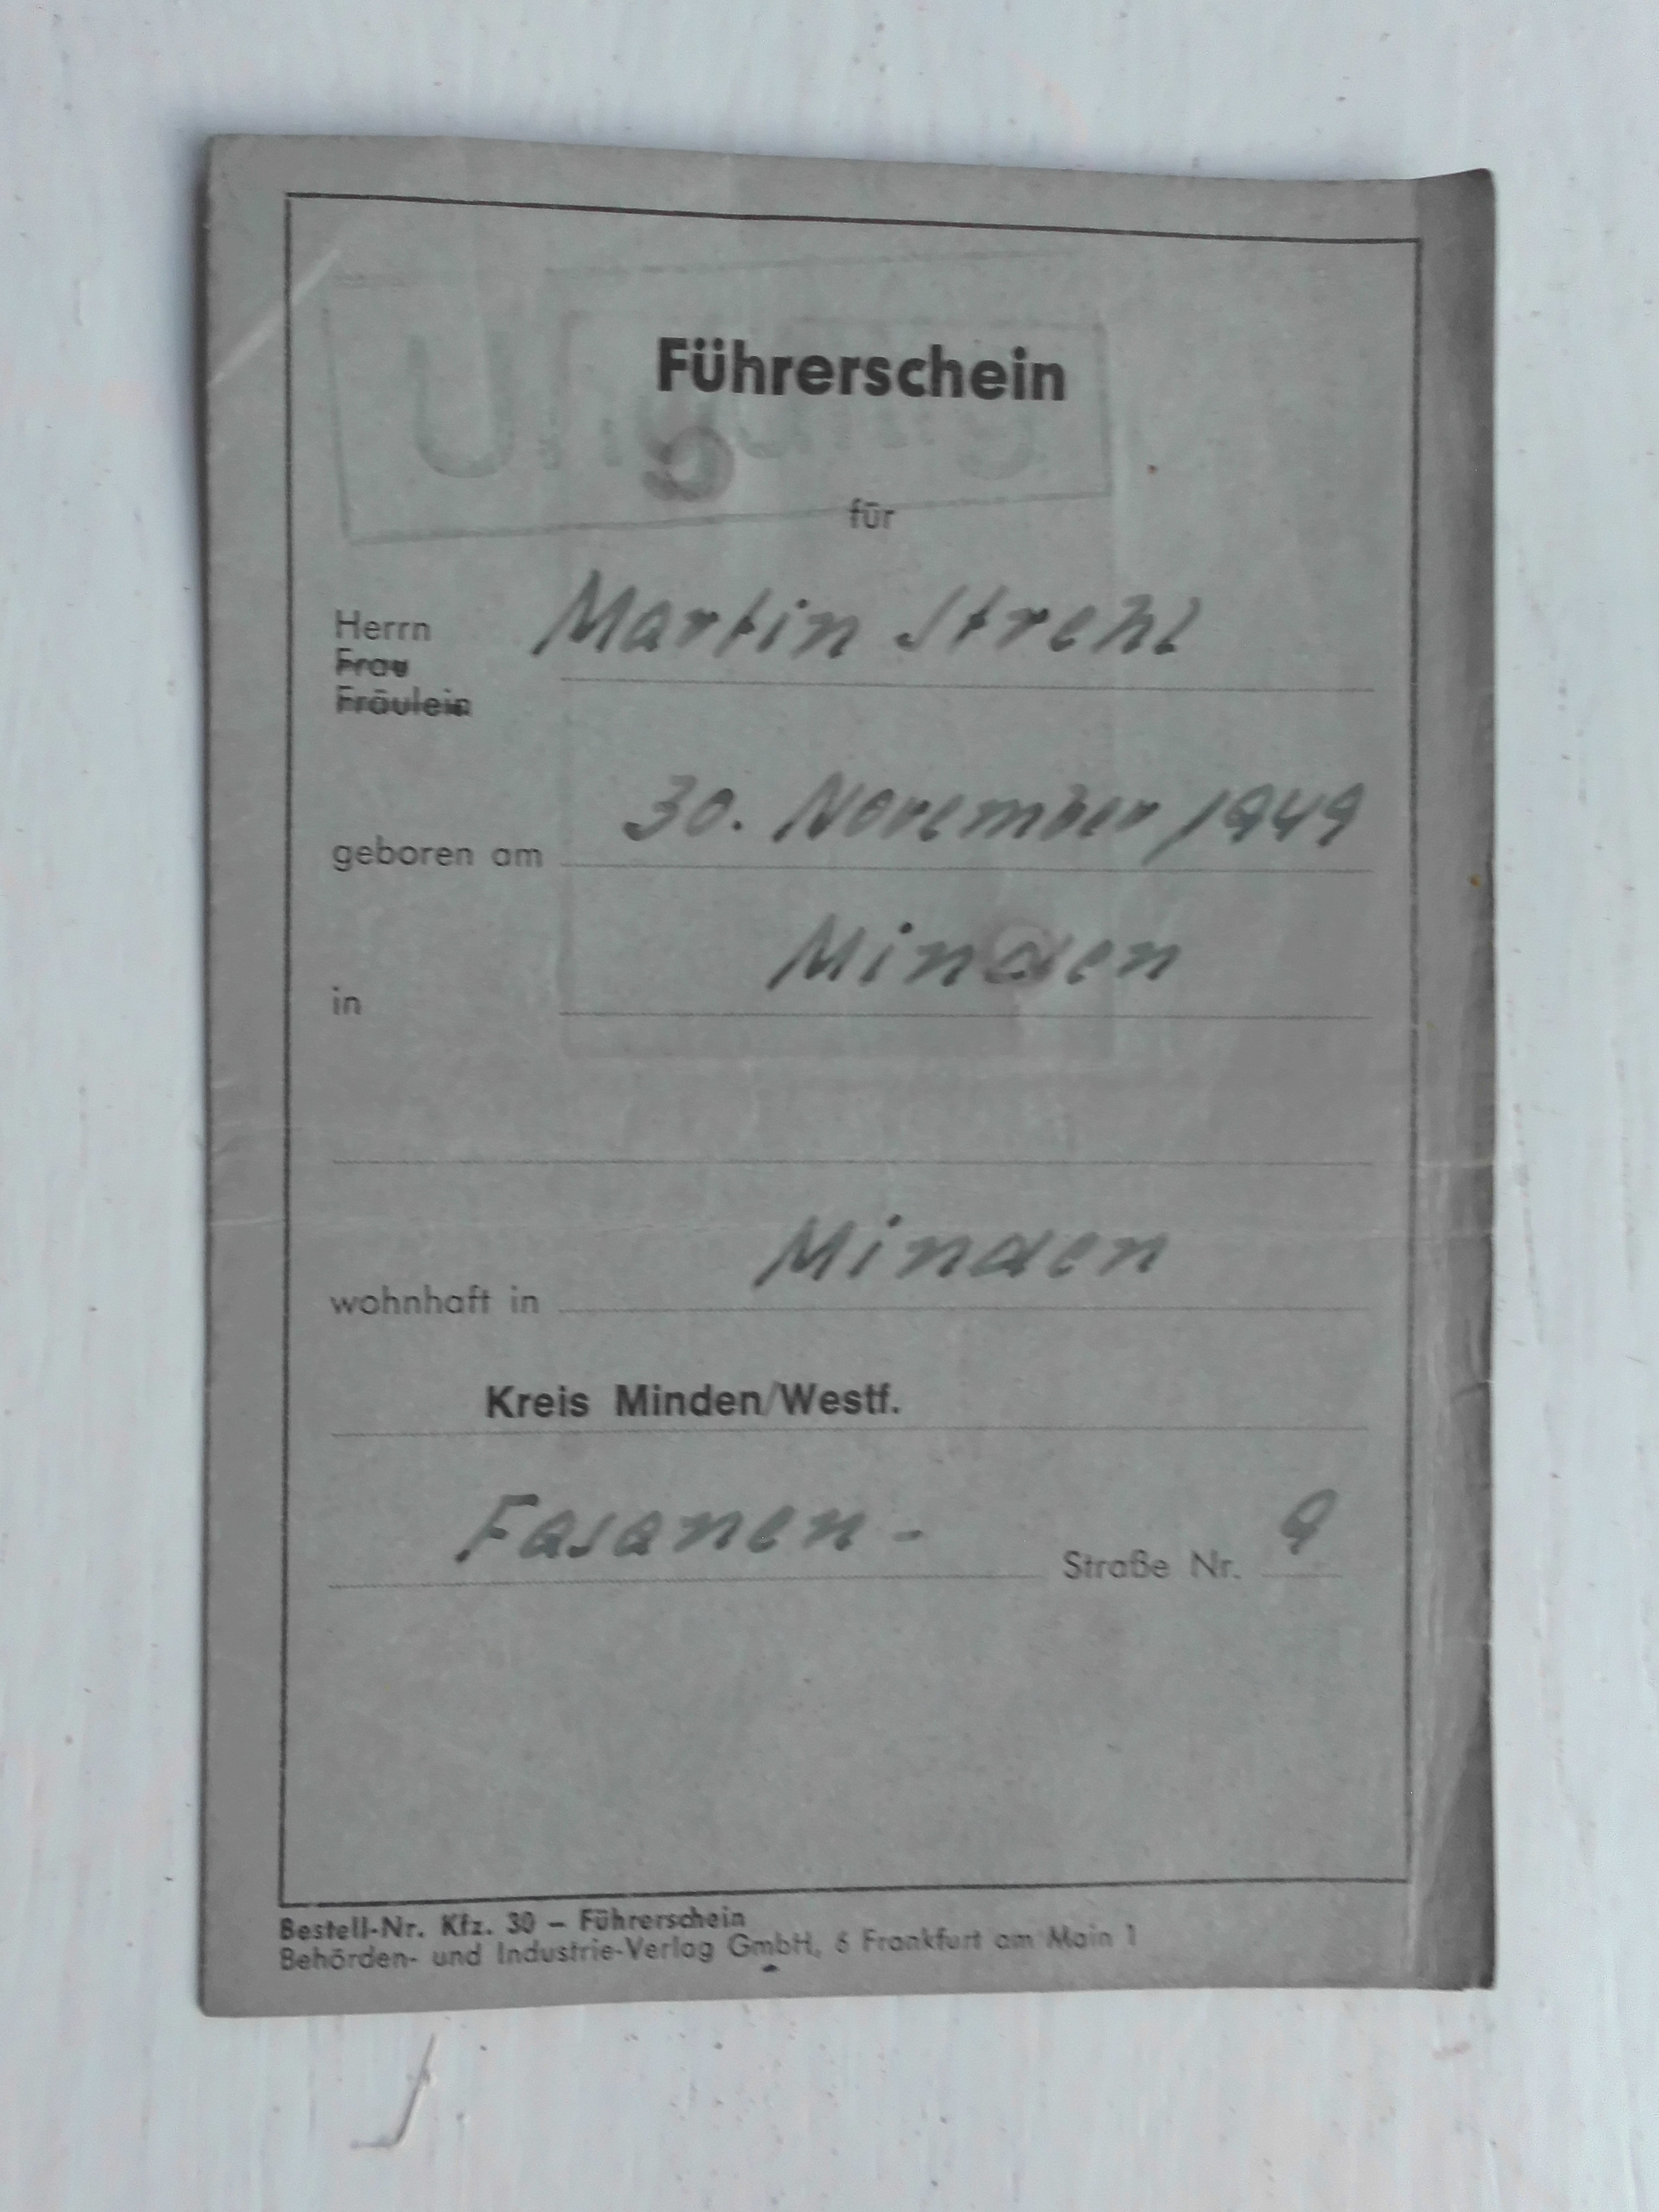 Führerschein
Ungültig
für
Herrn Martin Strehl
Frau
Fräulein
geboren am 30. November 1949
in Minden
wohnhaft in Minden
Kreis Minden/Westf.
Fasanen- Straße Nr. 9
Bestell-Nr. Kfz. 30 – Führerschein
Behörden- und Industrie-Verlag GmbH, 6 Frankfurt am Main 1